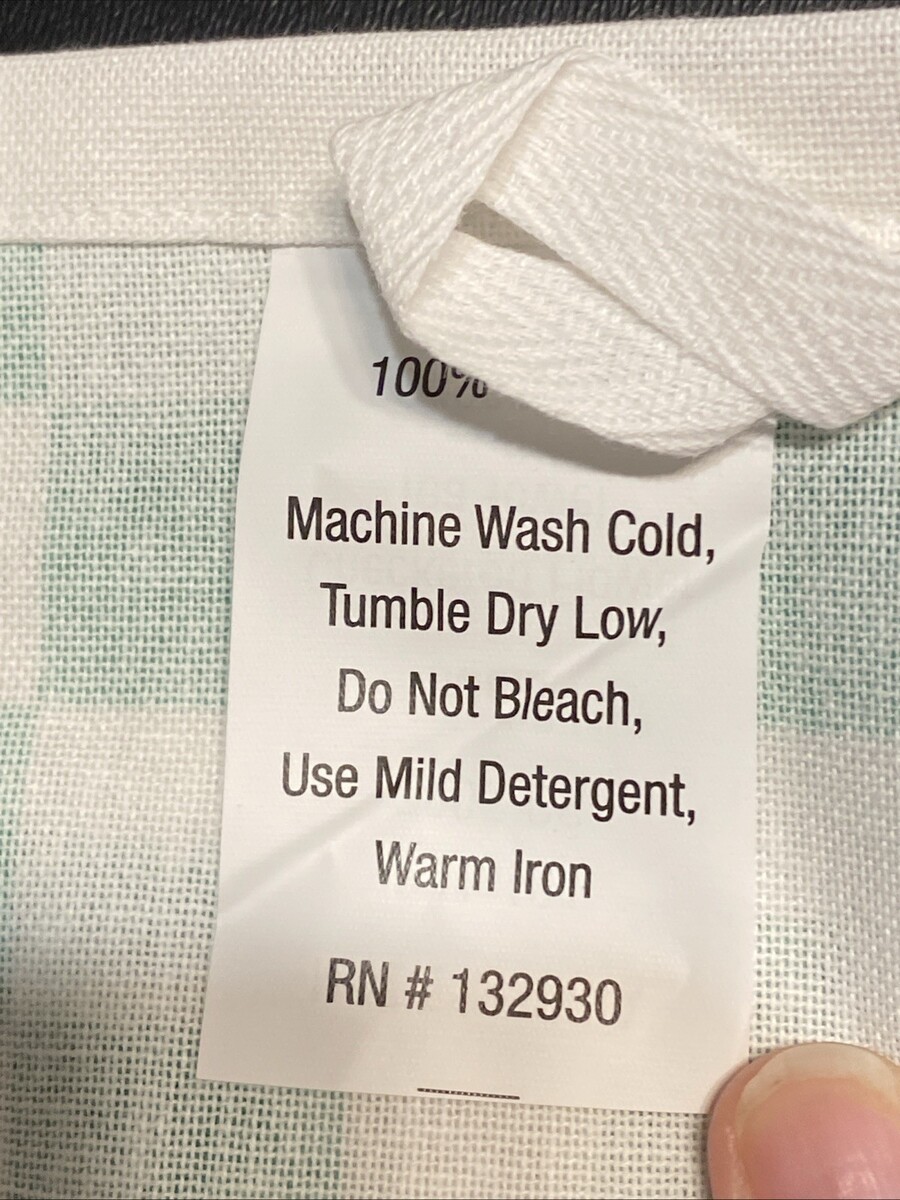 100%
Machine Wash Cold,
Tumble Dry Low,
Do Not Bleach,
Use Mild Detergent,
Warm Iron
RN # 132930